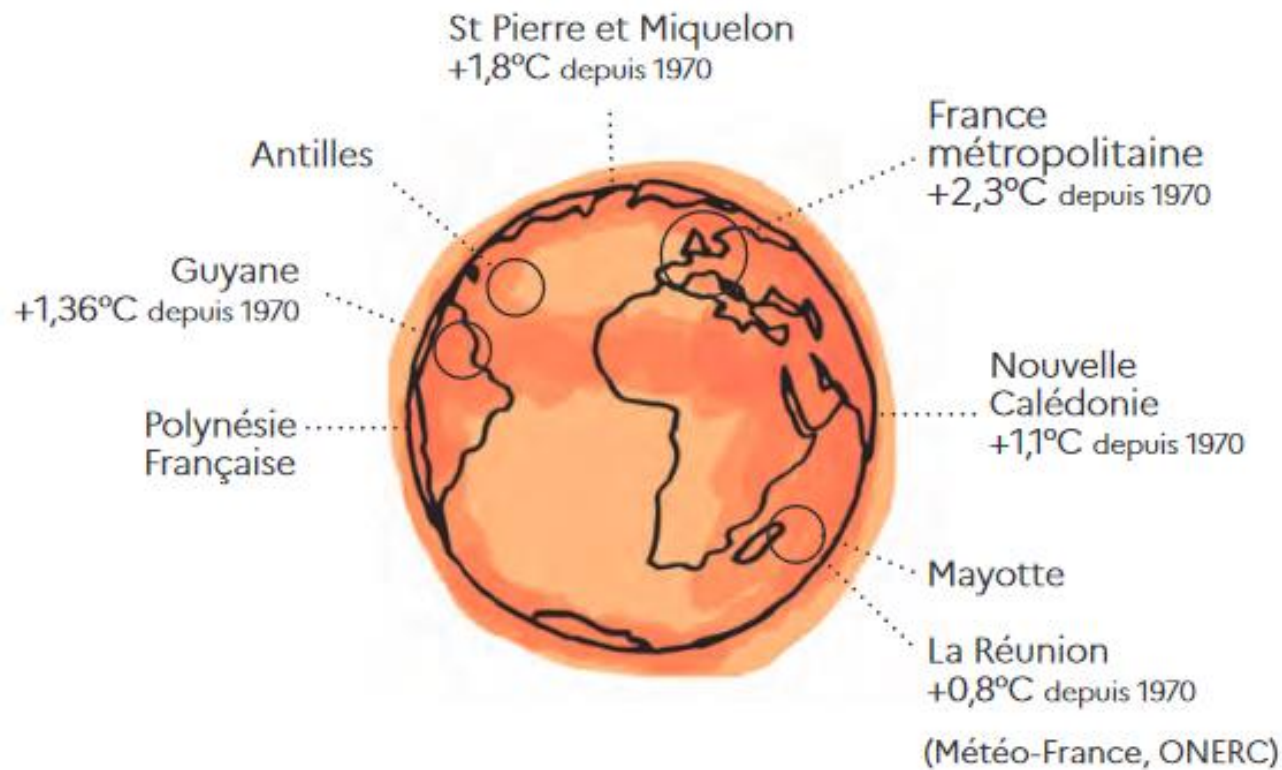 St Pierre et Miquelon
+1,8°C depuis 1970
France
métropolitaine
+2,3°C depuis 1970
Antilles
Guyane
+1,36°C depuis 1970
Nouvelle
Calédonie
+1,1°C depuis 1970
Polynésie
Française
Mayotte
La Réunion
+0,8°C depuis 1970
(Météo-France, ONERC)